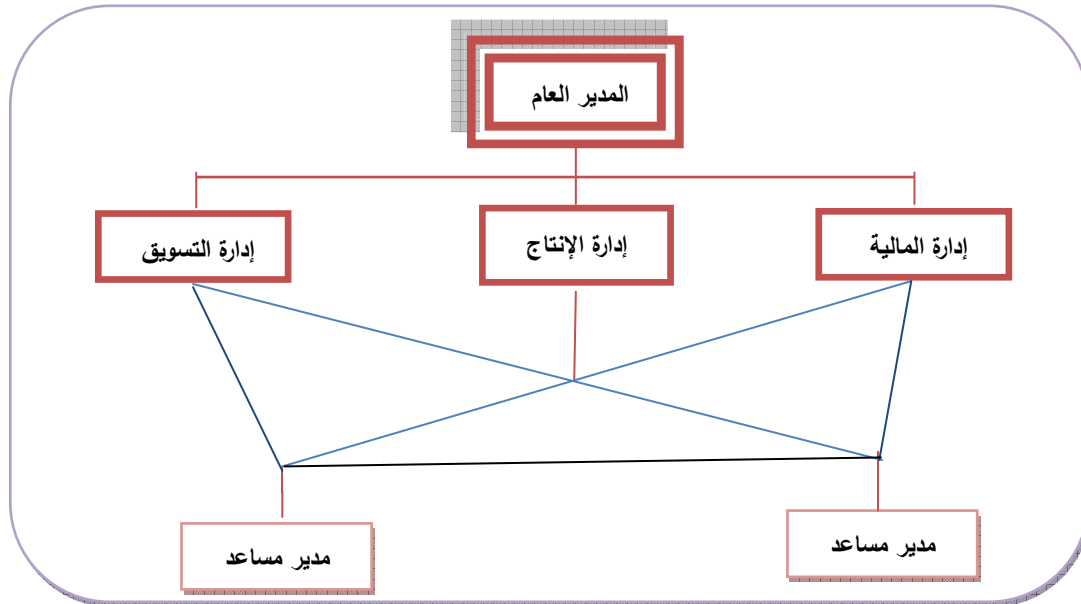 المدير العام
إدارة المالية
إدارة الإنتاج
إدارة التسويق
مدير مساعد
مدير مساعد